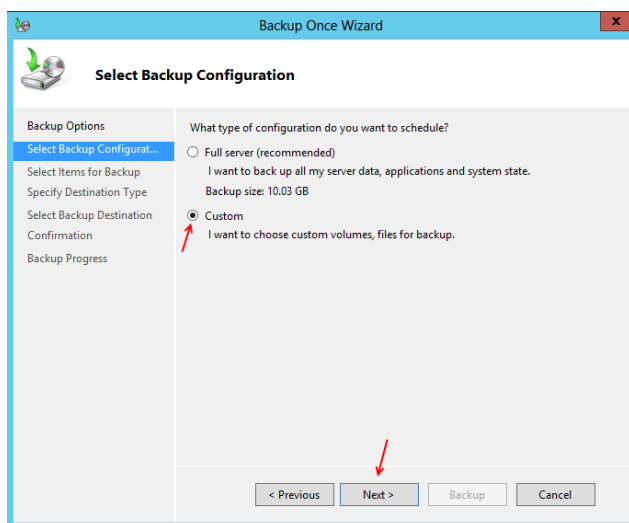 Backup Once Wizard
x
Select Backup Configuration
Backup Options
Select Backup Configurat...
Select Items for Backup
Specify Destination Type
Select Backup Destination
Confirmation
Backup Progress
What type of configuration do you want to schedule?
Full server (recommended)
I want to back up all my server data, applications and system state.
Backup size: 10.03 GB
Custom
I want to choose custom volumes, files for backup.
< Previous
Next >
Backup
Cancel